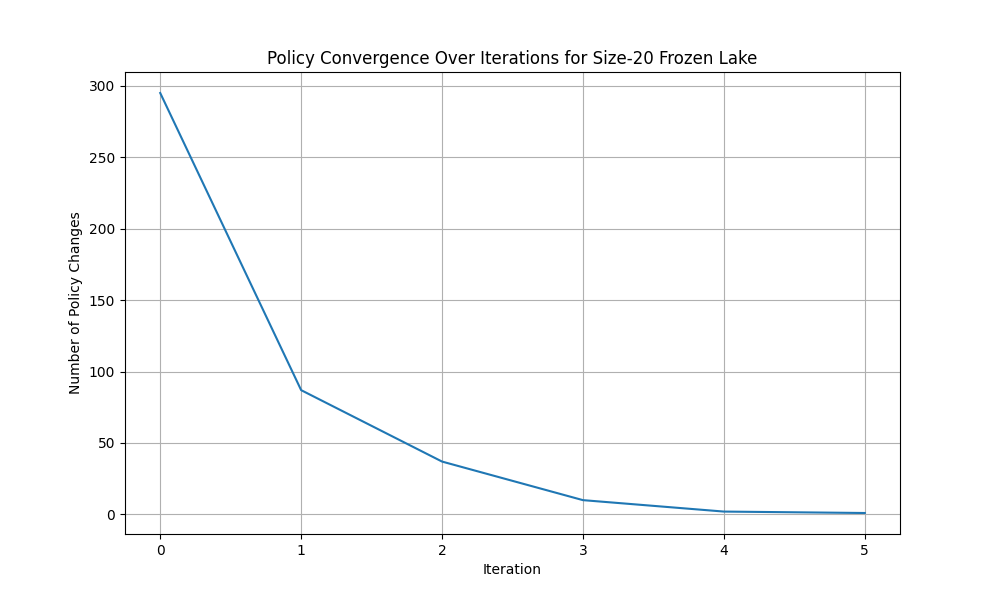 Policy Convergence Over Iterations for Size-20 Frozen Lake
300
250
200
150
100
50
0
Number of Policy Changes
0 1 2 3 4 5
Iteration